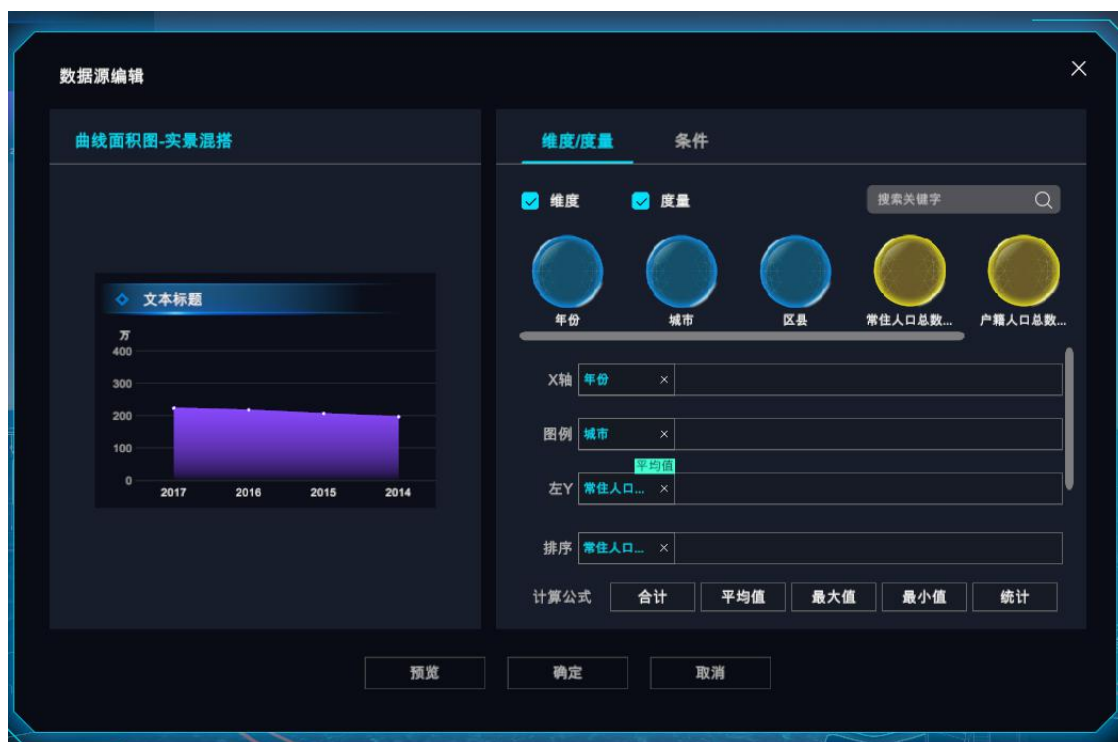 数据源编辑
曲线面积图-实景混搭
文本标题
万
400
300
200
100
0
2017 2016 2015 2014
维度/度量 条件
维度 度量 搜索关键字
年份 城市 区县 常住人口总数... 户籍人口总数...
X轴 年份 ×
图例 城市 ×
平均值
左Y 常住人口... ×
排序 常住人口... ×
计算公式 合计 平均值 最大值 最小值 统计
预览 确定 取消